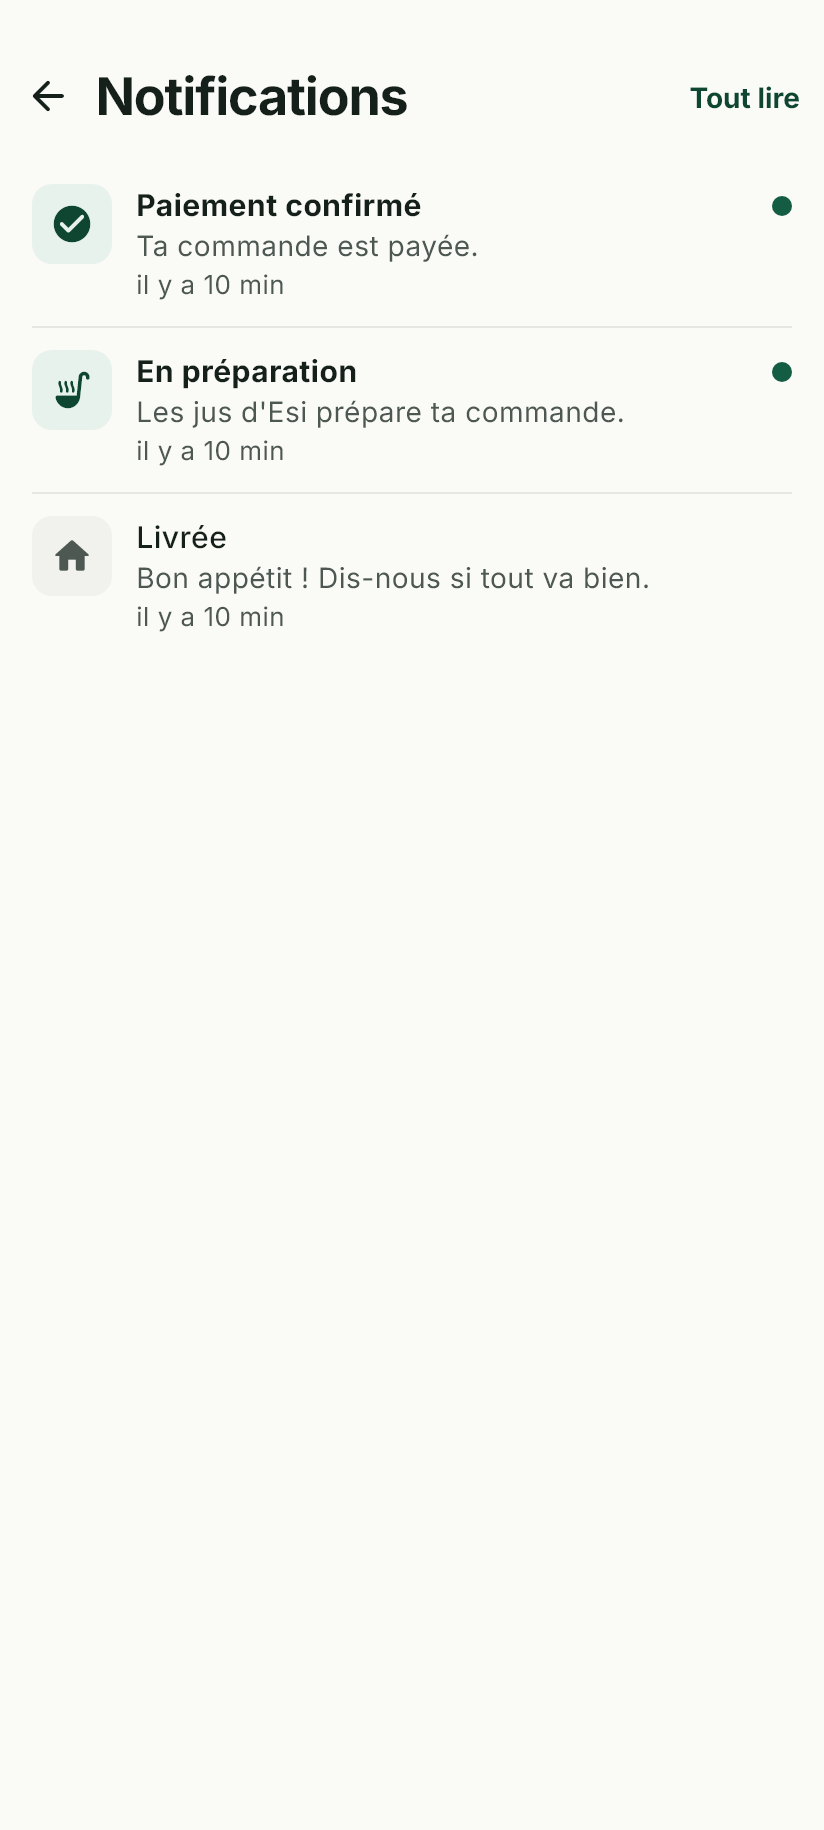 Notifications
Tout lire
Paiement confirmé
Ta commande est payée.
il y a 10 min
En préparation
Les jus d'Esi prépare ta commande.
il y a 10 min
Livrée
Bon appétit ! Dis-nous si tout va bien.
il y a 10 min